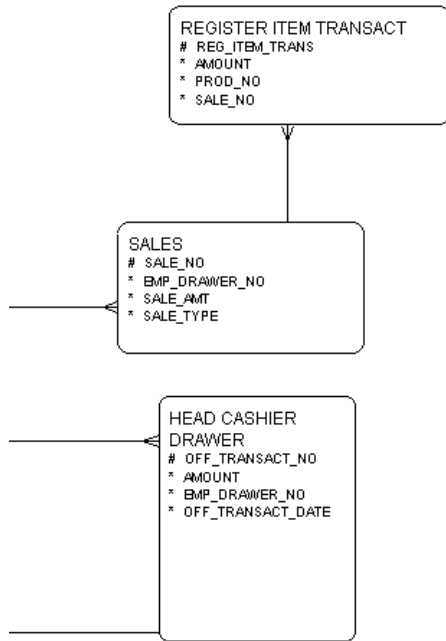 REGISTER ITEM TRANSACT
# REG_ITEM_TRANS
* AMOUNT
* PROD_NO
* SALE_NO
SALES
# SALE_NO
* EMP_DRAWER_NO
* SALE_AMT
* SALE_TYPE
HEAD CASHIER
DRAWER
# OFF_TRANSACT_NO
* AMOUNT
* EMP_DRAWER_NO
* OFF_TRANSACT_DATE